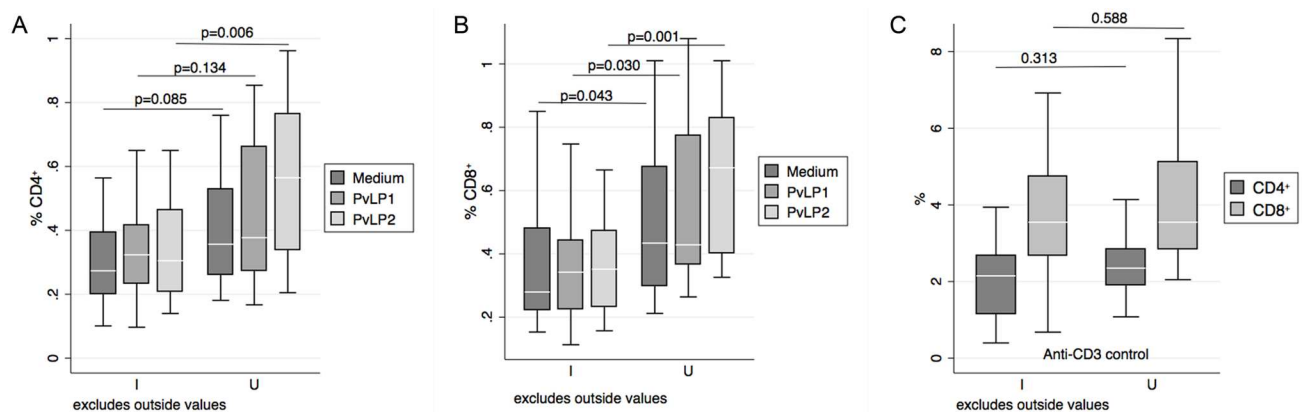 A
% CD4+
1
.8
.6
.4
.2
0
p=0.006
p=0.134
p=0.085
Medium
PvLP1
PvLP2
I
U
excludes outside values
B
% CD8+
1
.8
.6
.4
.2
p=0.001
p=0.030
p=0.043
Medium
PvLP1
PvLP2
I
U
excludes outside values
C
%
8
6
4
2
0
0.588
0.313
CD4+
CD8+
Anti-CD3 control
I
U
excludes outside values